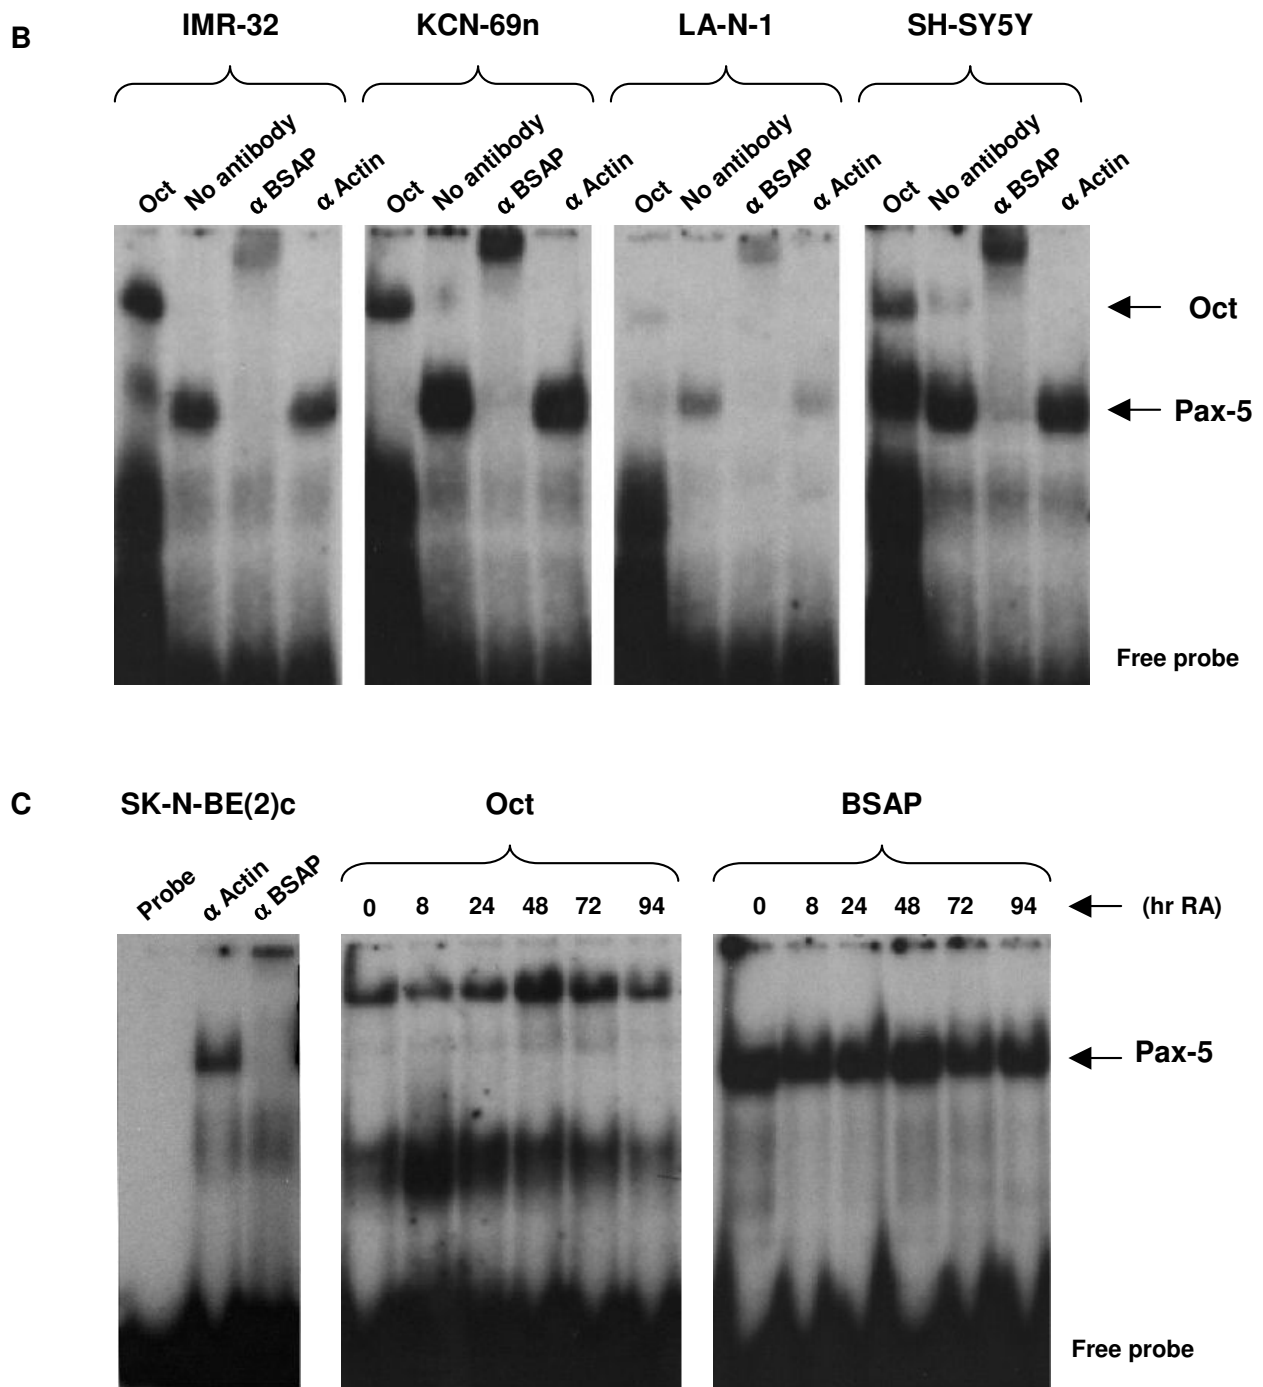 B
IMR-32 KCN-69n LA-N-1 SH-SY5Y
Oct No antibody α BSAP α Actin Oct No antibody α BSAP α Actin Oct No antibody α BSAP α Actin Oct No antibody α BSAP α Actin
Oct
Pax-5
Free probe
C SK-N-BE(2)c Oct BSAP
Probe α Actin α BSAP
0 8 24 48 72 94 0 8 24 48 72 94 (hr RA)
Pax-5
Free probe